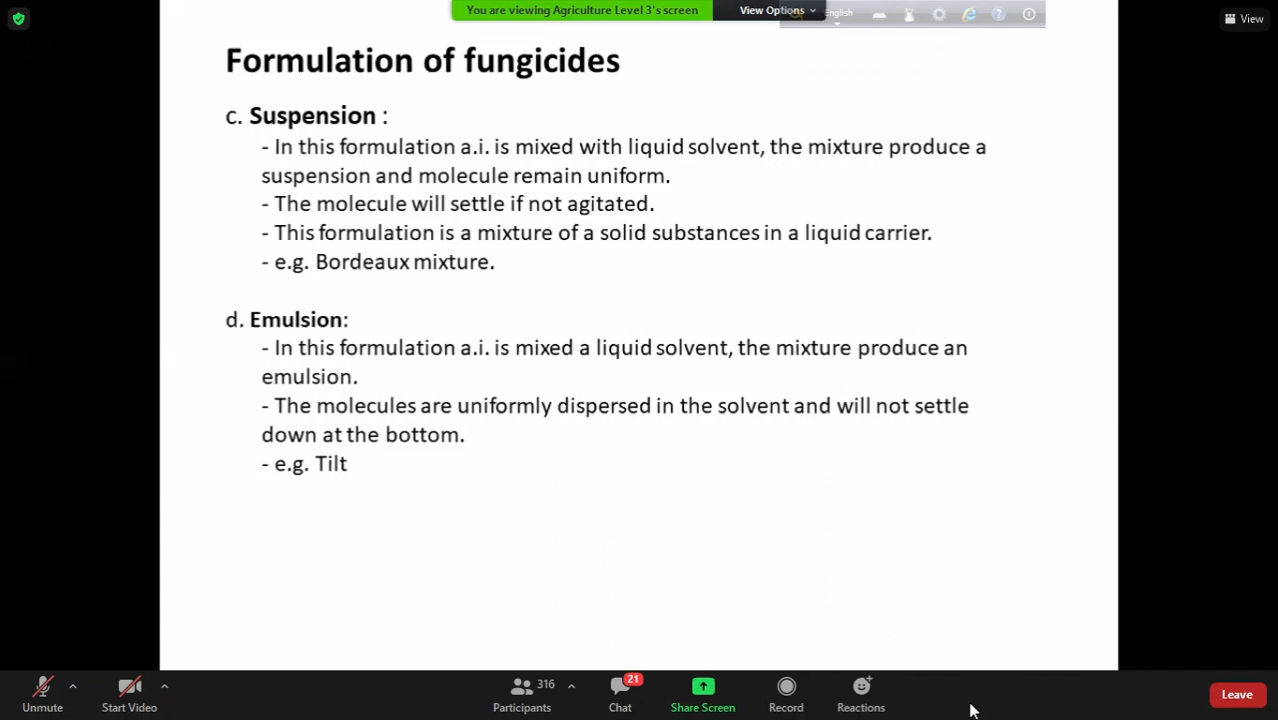 You are viewing Agriculture Level 3's screen
View Options
English
View
Formulation of fungicides
c. Suspension :
- In this formulation a.i. is mixed with liquid solvent, the mixture produce a
suspension and molecule remain uniform.
- The molecule will settle if not agitated.
- This formulation is a mixture of a solid substances in a liquid carrier.
- e.g. Bordeaux mixture.
d. Emulsion:
- In this formulation a.i. is mixed a liquid solvent, the mixture produce an
emulsion.
- The molecules are uniformly dispersed in the solvent and will not settle
down at the bottom.
- e.g. Tilt
316
21
Unmute
Start Video
Participants
Chat
Share Screen
Record
Reactions
Leave